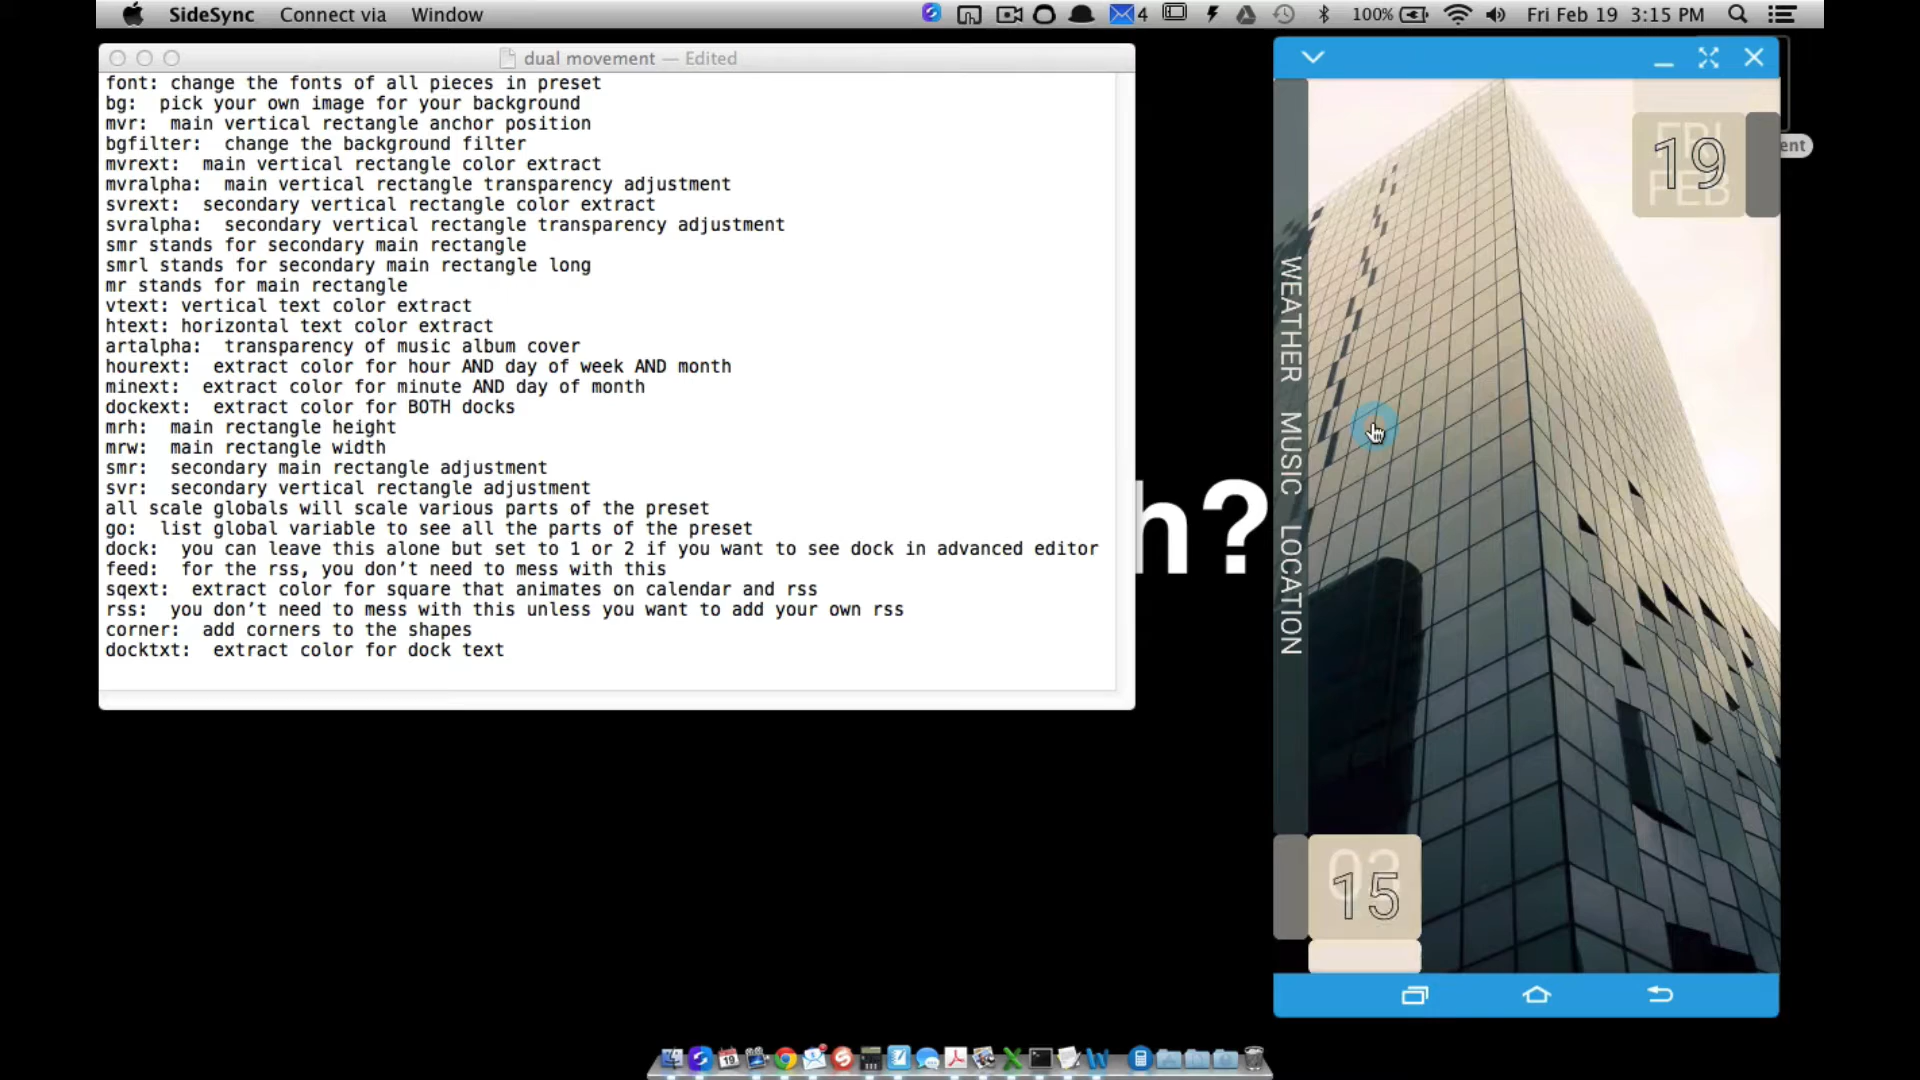 SideSync Connect via Window
4 100% Fri Feb 19 3:15 PM
dual movement — Edited
font: change the fonts of all pieces in preset
bg: pick your own image for your background
mvr: main vertical rectangle anchor position
bgfilter: change the background filter
mvrext: main vertical rectangle color extract
mvralpha: main vertical rectangle transparency adjustment
svrext: secondary vertical rectangle color extract
svralpha: secondary vertical rectangle transparency adjustment
smr stands for secondary main rectangle
smrl stands for secondary main rectangle long
mr stands for main rectangle
vtext: vertical text color extract
htext: horizontal text color extract
artalpha: transparency of music album cover
hourext: extract color for hour AND day of week AND month
minext: extract color for minute AND day of month
dockext: extract color for BOTH docks
mrh: main rectangle height
mrw: main rectangle width
smr: secondary main rectangle adjustment
svr: secondary vertical rectangle adjustment
all scale globals will scale various parts of the preset
go: list global variable to see all the parts of the preset
dock: you can leave this alone but set to 1 or 2 if you want to see dock in advanced editor
feed: for the rss, you don’t need to mess with this
sqext: extract color for square that animates on calendar and rss
rss: you don’t need to mess with this unless you want to add your own rss
corner: add corners to the shapes
docktxt: extract color for dock text
h?
ent
FRI
19
FEB
WEATHER MUSIC LOCATION
03
15